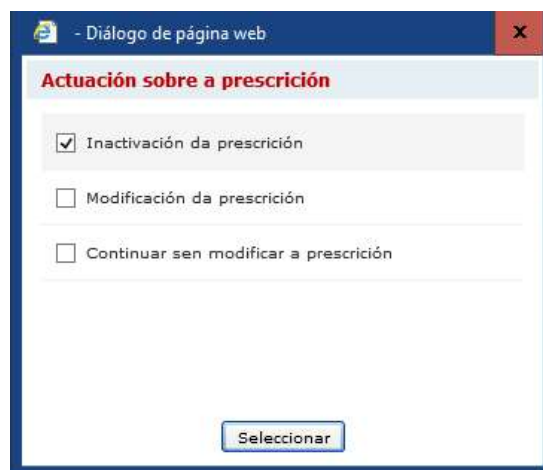 - Diálogo de página web
x
Actuación sobre a prescrición
Inactivación da prescrición
Modificación da prescrición
Continuar sen modificar a prescrición
Seleccionar